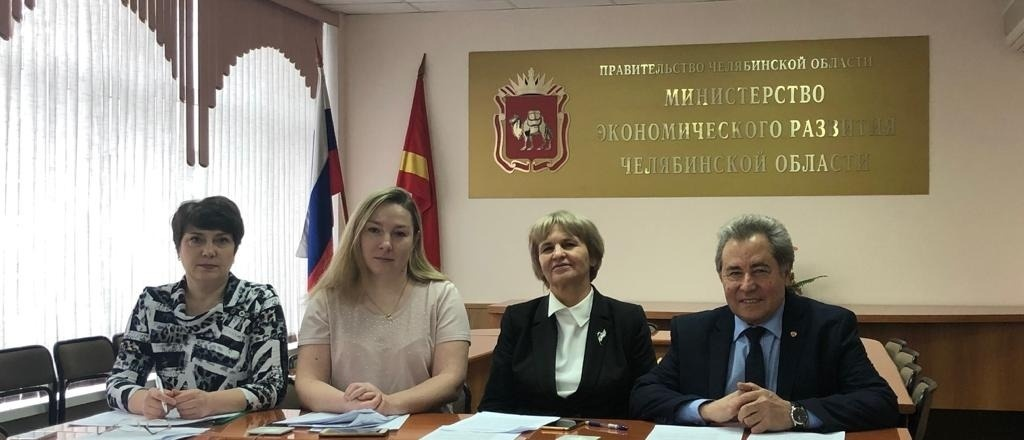 ПРАВИТЕЛЬСТВО ЧЕЛЯБИНСКОЙ ОБЛАСТИ
МИНИСТЕРСТВО
ЭКОНОМИЧЕСКОГО РАЗВИТИЯ
ЧЕЛЯБИНСКОЙ ОБЛАСТИ